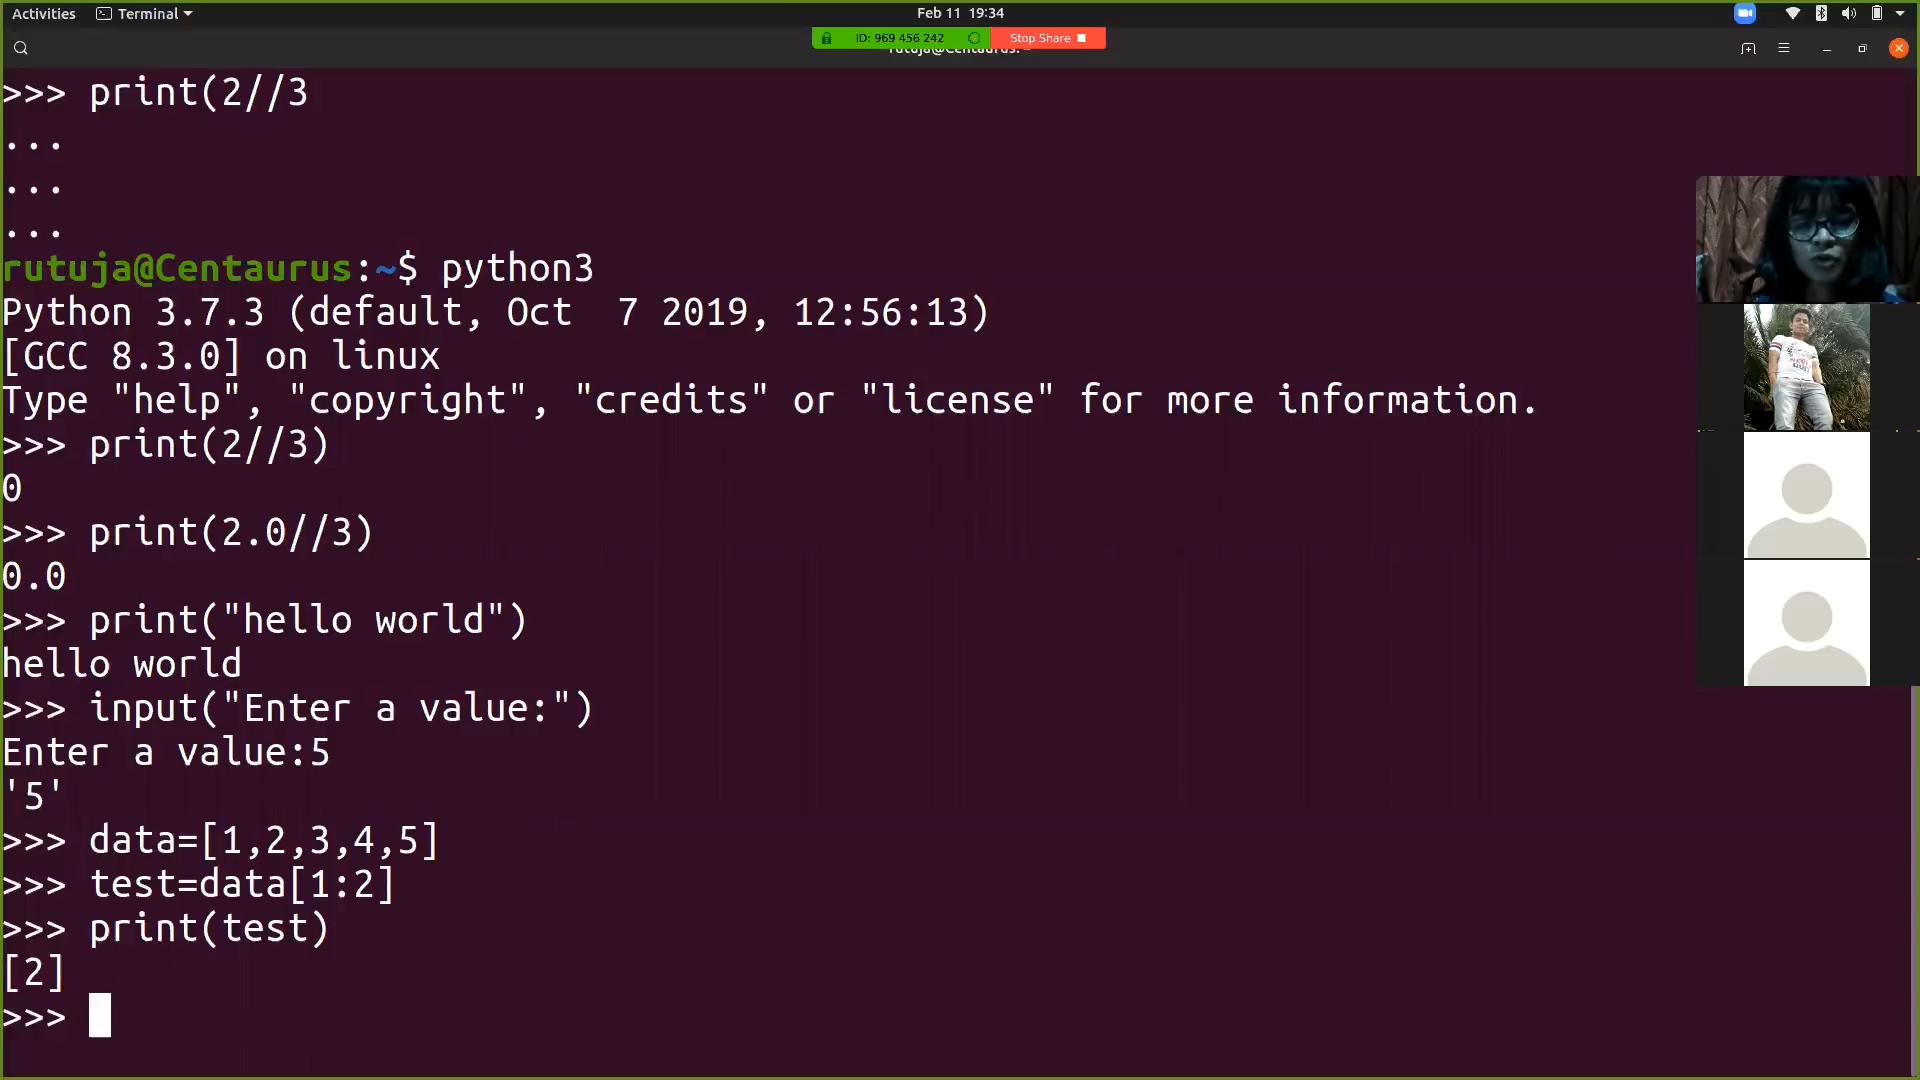 Activities Terminal Feb 11 19:34
ID: 969 456 242 Stop Share
>>> print(2//3
...
...
...
rutuja@Centaurus:~$ python3
Python 3.7.3 (default, Oct  7 2019, 12:56:13)
[GCC 8.3.0] on linux
Type "help", "copyright", "credits" or "license" for more information.
>>> print(2//3)
0
>>> print(2.0//3)
0.0
>>> print("hello world")
hello world
>>> input("Enter a value:")
Enter a value:5
'5'
>>> data=[1,2,3,4,5]
>>> test=data[1:2]
>>> print(test)
[2]
>>>